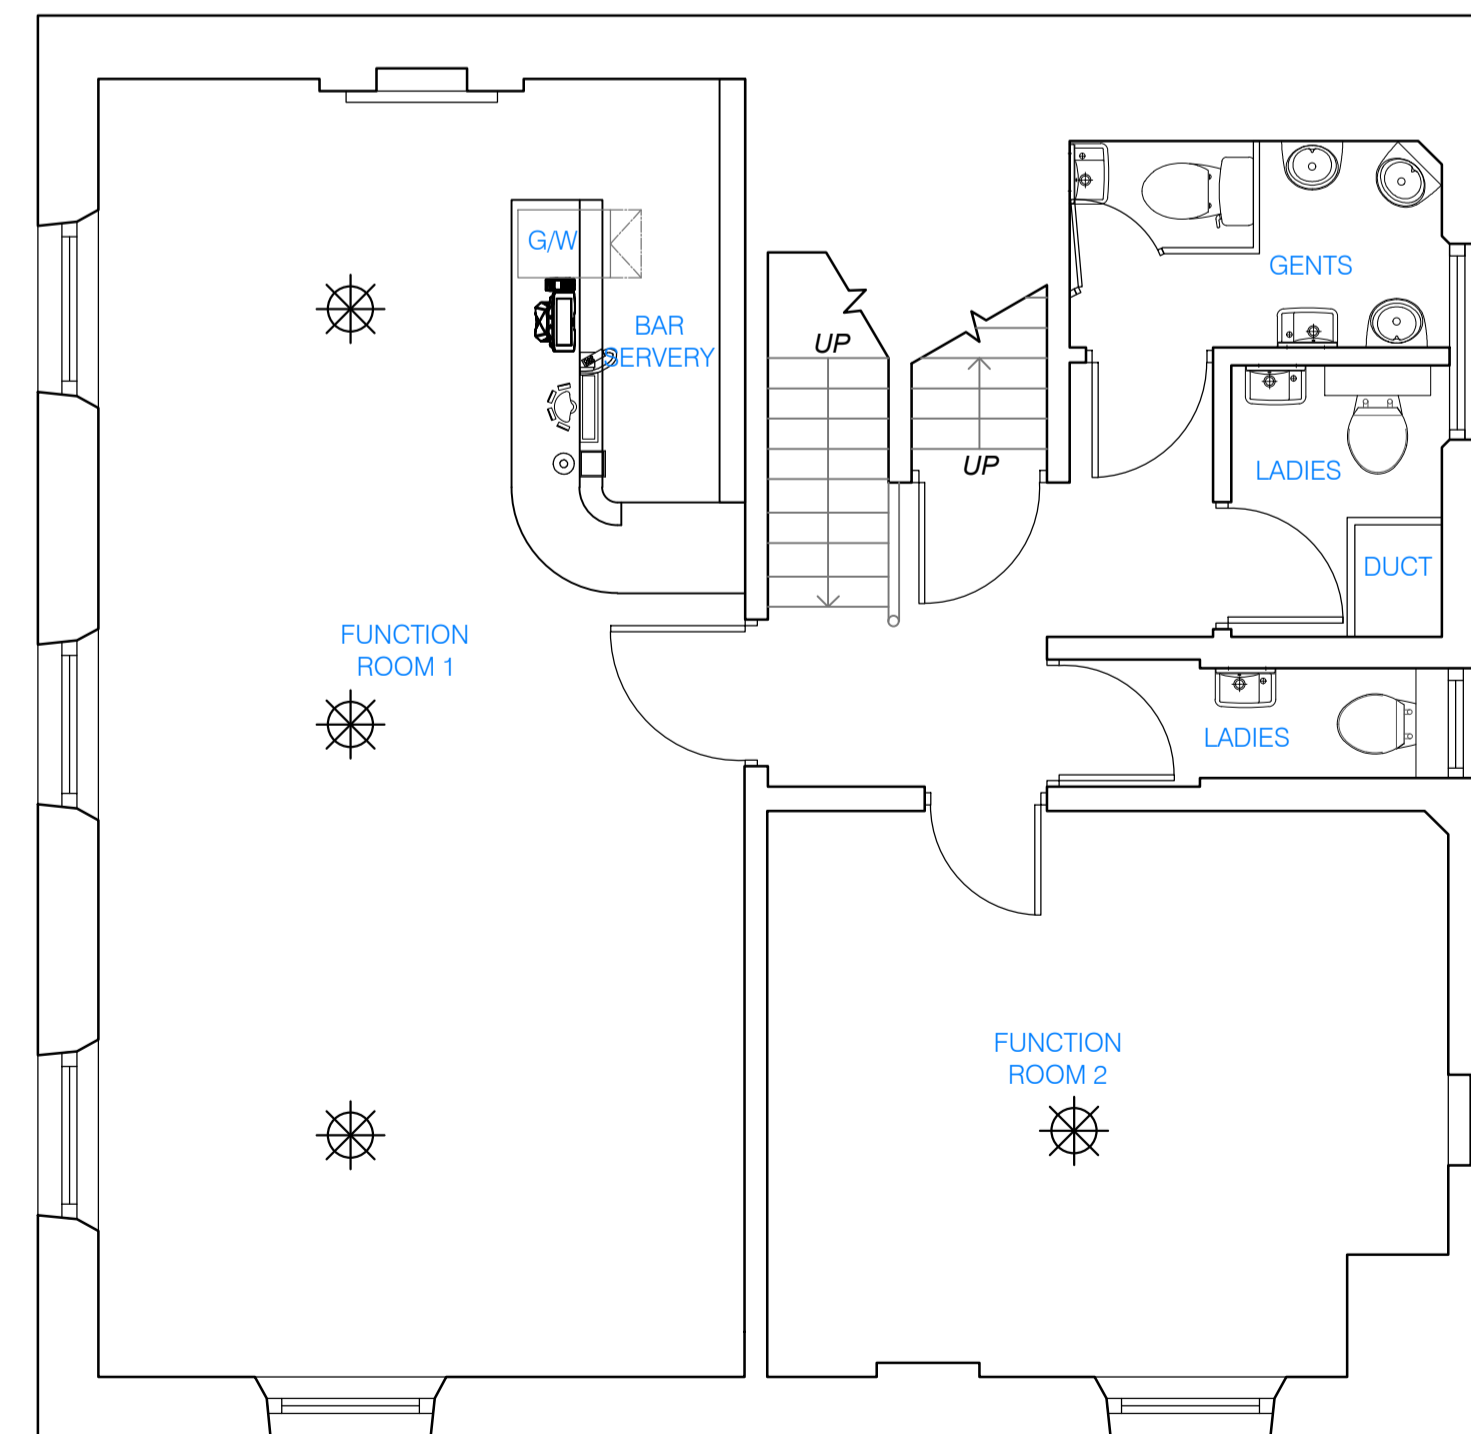 G/W
BAR
SERVERY
UP
UP
GENTS
LADIES
DUCT
FUNCTION
ROOM 1
LADIES
FUNCTION
ROOM 2